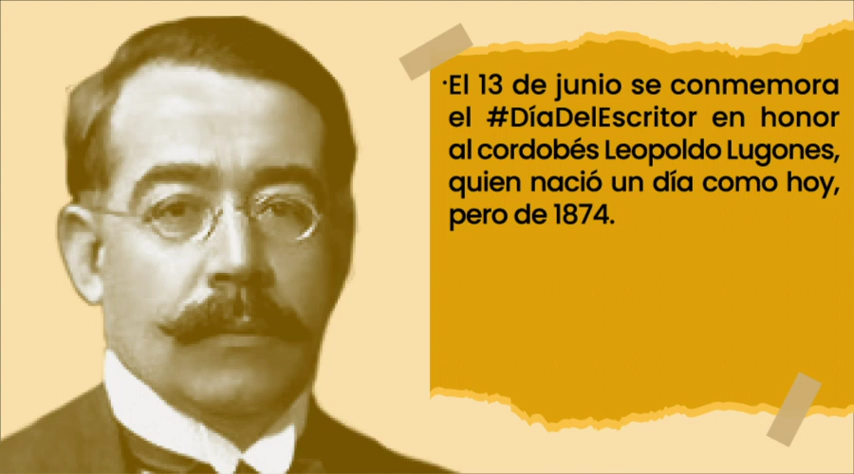 ·El 13 de junio se conmemora
el #DíaDelEscritor en honor
al cordobés Leopoldo Lugones,
quien nació un día como hoy,
pero de 1874.